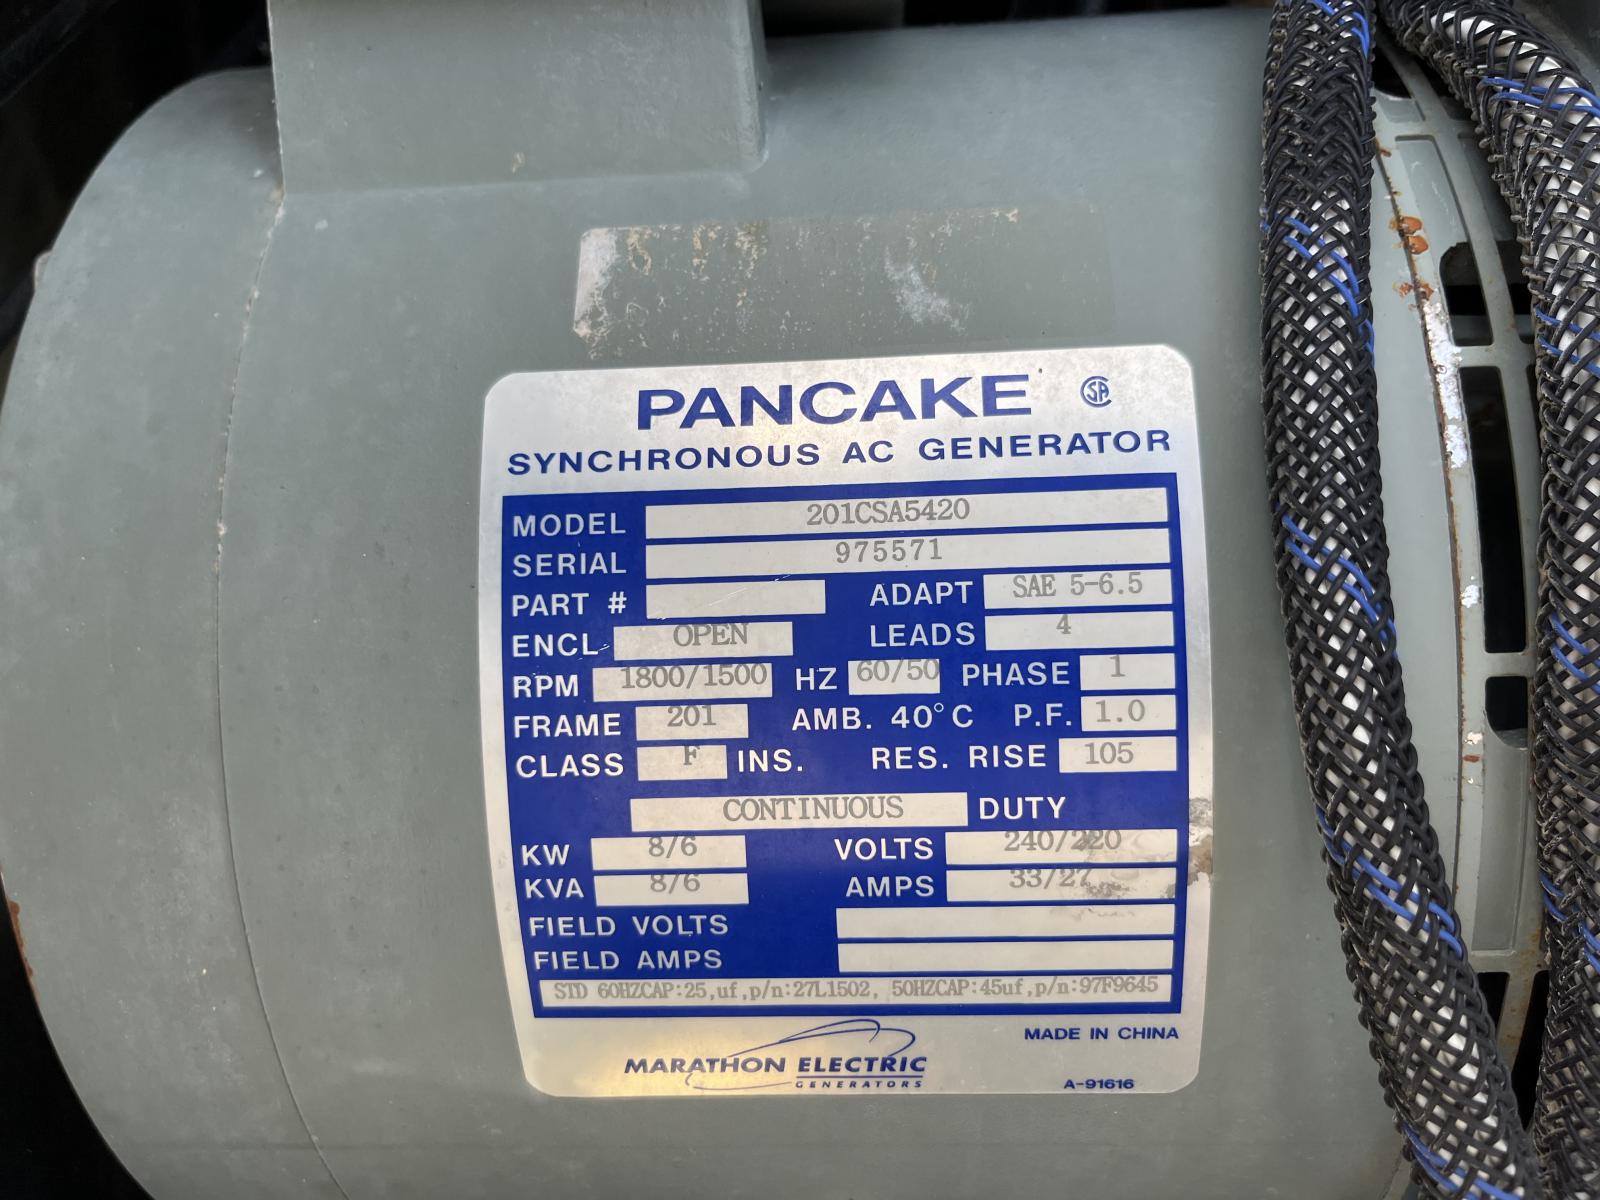 PANCAKE CSA
SYNCHRONOUS AC GENERATOR
MODEL 201CSA5420
SERIAL 975571
PART # ADAPT SAE 5-6.5
ENCL. OPEN LEADS 4
RPM 1800/1500 HZ 60/50 PHASE 1
FRAME 201 AMB. 40°C P.F. 1.0
CLASS F INS. RES. RISE 105
CONTINUOUS DUTY
KW 8/6 VOLTS 240/220
KVA 8/6 AMPS 33/27
FIELD VOLTS
FIELD AMPS
STD 60HZCAP:25,uf,p/n:27L1502, 50HZCAP:45uf,p/n:97F9645
MADE IN CHINA
MARATHON ELECTRIC
GENERATORS
A-91616